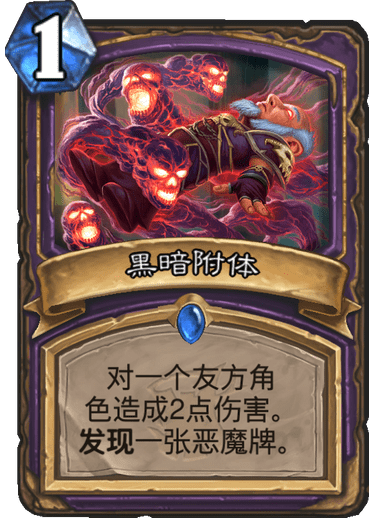 1
黑暗附体
对一个友方角
色造成2点伤害。
发现一张恶魔牌。